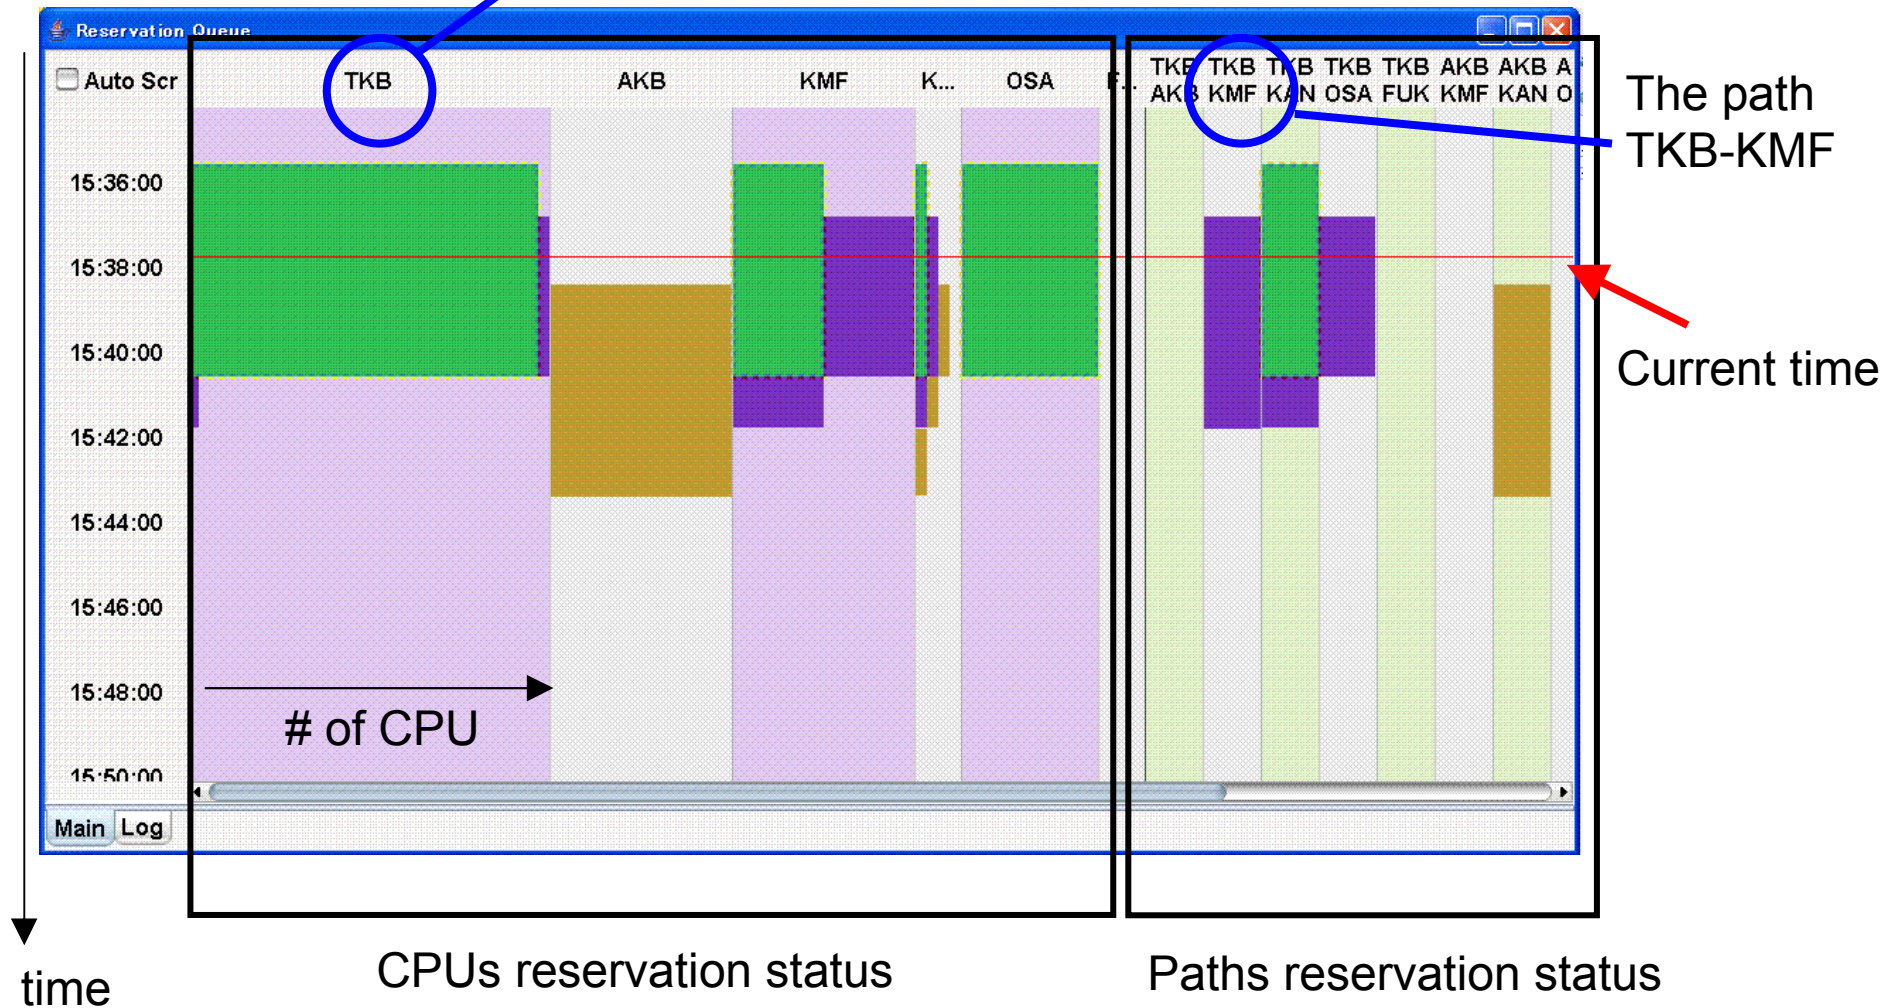 Reservation Queue
Auto Scr
TKB AKB KMF K... OSA F...
TKB TKB TKB TKB TKB AKB AKB A
AKB KMF KAN OSA FUK KMF KAN O
The path
TKB-KMF
15:36:00
15:38:00
15:40:00
Current time
15:42:00
15:44:00
15:46:00
15:48:00
# of CPU
15:50:00
Main Log
CPUs reservation status
Paths reservation status
time